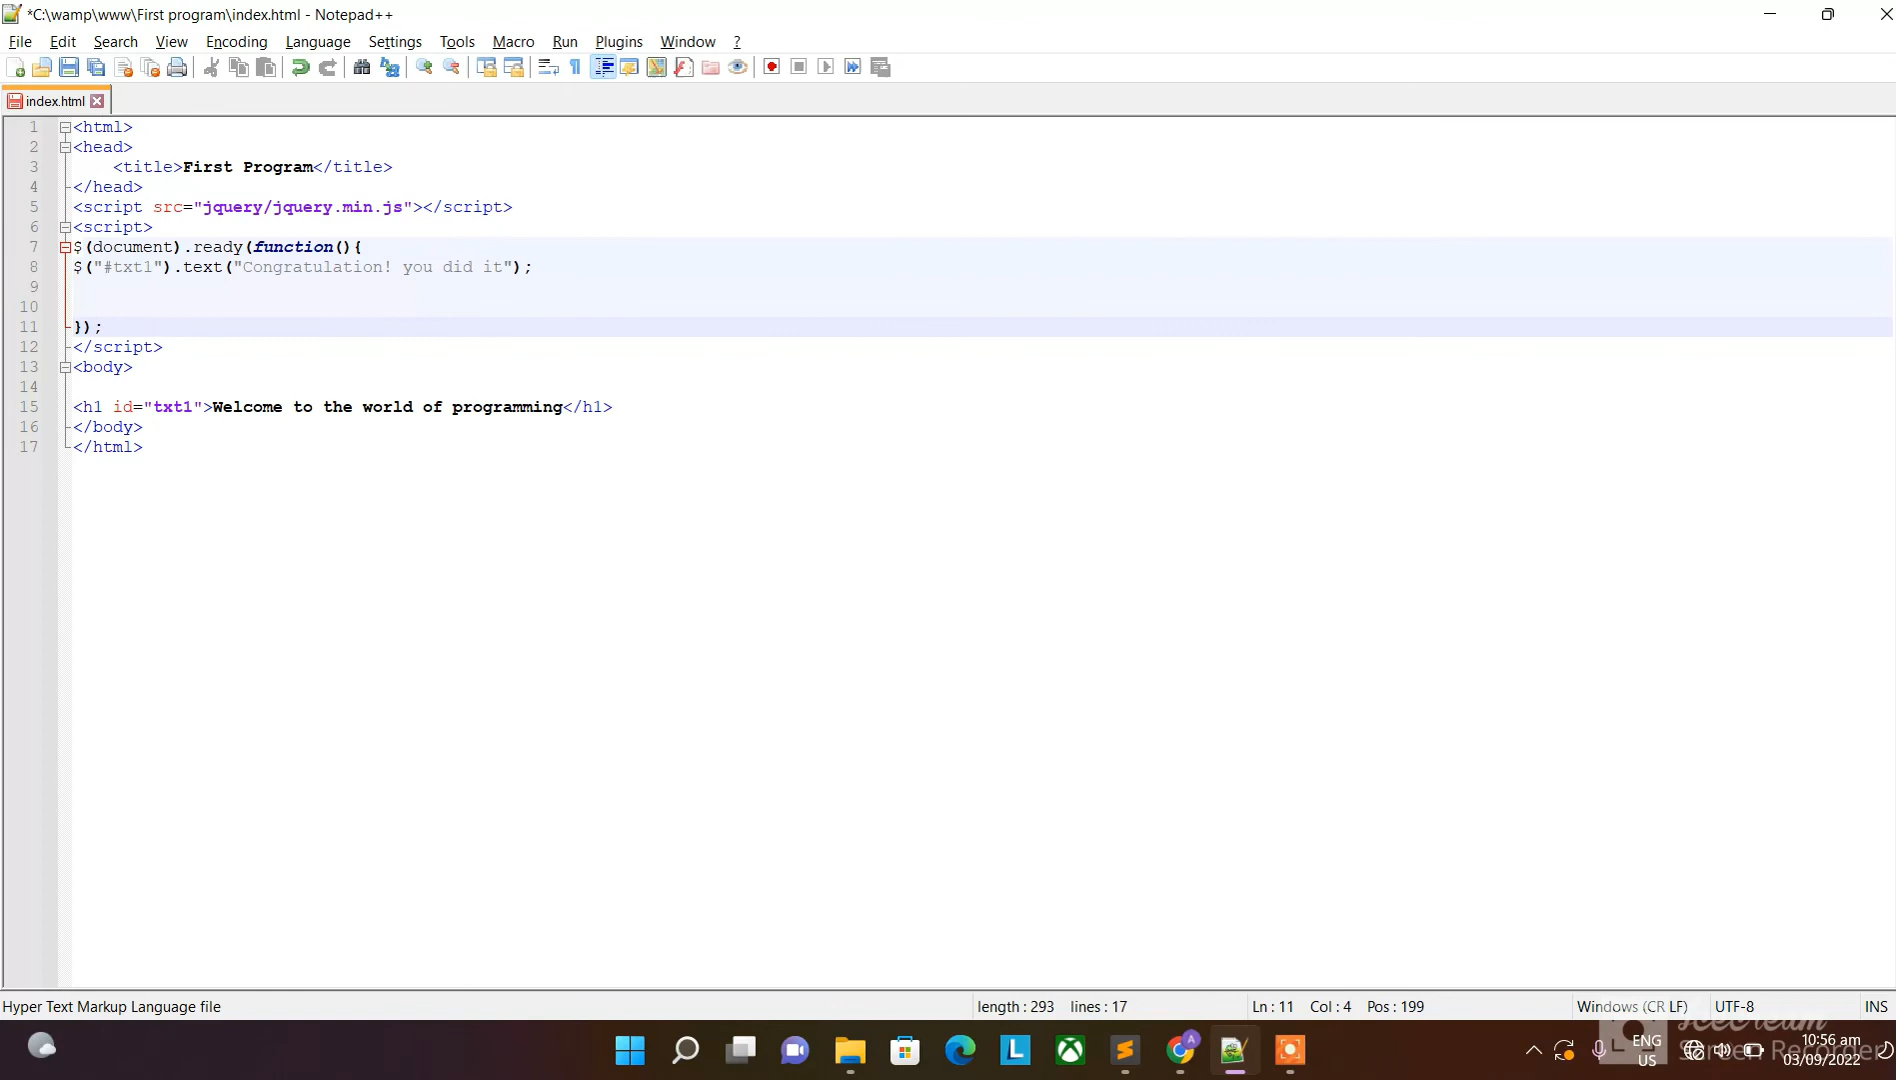 *C:\wamp\www\First program\index.html - Notepad++
File Edit Search View Encoding Language Settings Tools Macro Run Plugins Window ?
index.html
1 <html>
2 <head>
3 <title>First Program</title>
4 </head>
5 <script src="jquery/jquery.min.js"></script>
6 <script>
7 $(document).ready(function(){
8 $("#txt1").text("Congratulation! you did it");
9
10
11 });
12 </script>
13 <body>
14
15 <h1 id="txt1">Welcome to the world of programming</h1>
16 </body>
17 </html>
Hyper Text Markup Language file length : 293 lines : 17 Ln : 11 Col : 4 Pos : 199 Windows (CR LF) UTF-8 INS
Icecream
Screen Recorder
ENG
US
10:56 am
03/09/2022